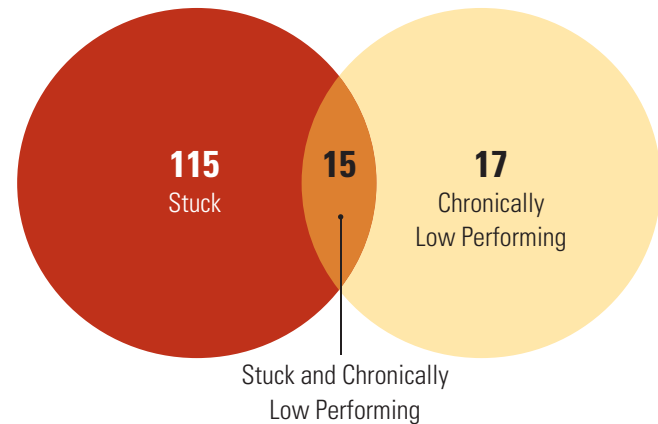 115
Stuck
15
17
Chronically
Low Performing
Stuck and Chronically
Low Performing